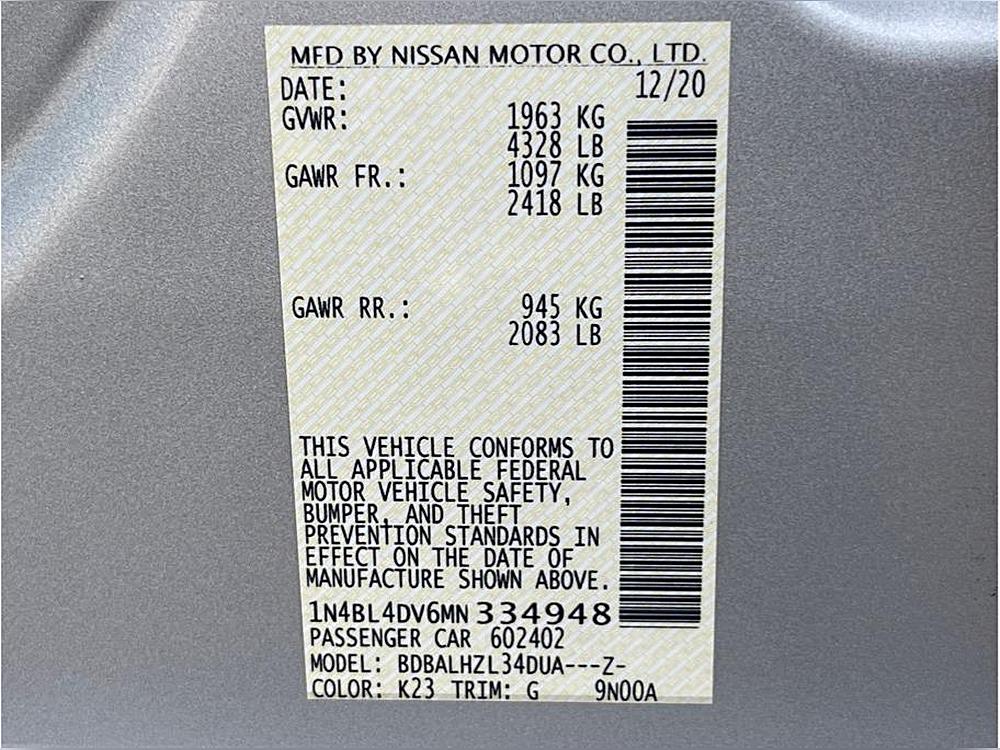 MFD BY NISSAN MOTOR CO., LTD.
DATE: 12/20
GVWR: 1963 KG
4328 LB
GAWR FR.: 1097 KG
2418 LB
GAWR RR.: 945 KG
2083 LB
THIS VEHICLE CONFORMS TO
ALL APPLICABLE FEDERAL
MOTOR VEHICLE SAFETY,
BUMPER, AND THEFT
PREVENTION STANDARDS IN
EFFECT ON THE DATE OF
MANUFACTURE SHOWN ABOVE.
1N4BL4DV6MN 334948
PASSENGER CAR 602402
MODEL: BDBALHZL34DUA---Z-
COLOR: K23 TRIM: G 9N00A